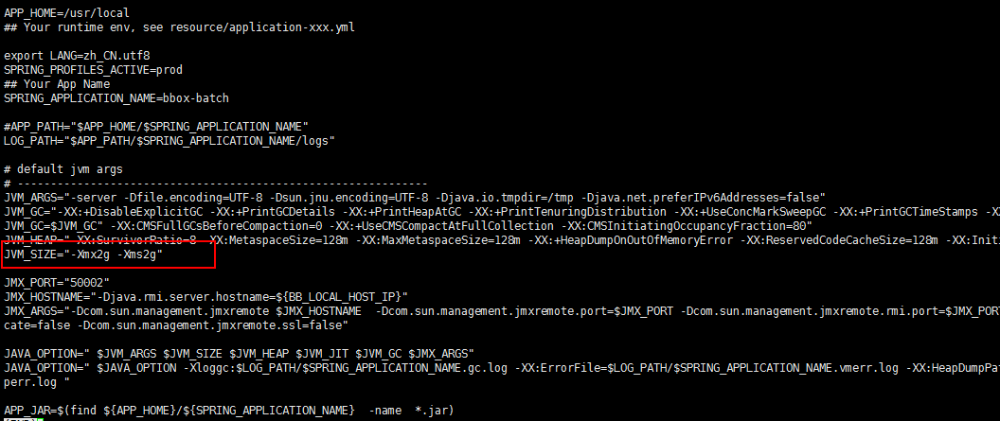 APP_HOME=/usr/local
## Your runtime env, see resource/application-xxx.yml
export LANG=zh_CN.utf8
SPRING_PROFILES_ACTIVE=prod
## Your App Name
SPRING_APPLICATION_NAME=bbox-batch
#APP_PATH="$APP_HOME/$SPRING_APPLICATION_NAME"
LOG_PATH="$APP_PATH/$SPRING_APPLICATION_NAME/logs"
# default jvm args
# --------------------------------------------------------------
JVM_ARGS="-server -Dfile.encoding=UTF-8 -Dsun.jnu.encoding=UTF-8 -Djava.io.tmpdir=/tmp -Djava.net.preferIPv6Addresses=false"
JVM_GC="-XX:+DisableExplicitGC -XX:+PrintGCDetails -XX:+PrintHeapAtGC -XX:+PrintTenuringDistribution -XX:+UseConcMarkSweepGC -XX:+PrintGCTimeStamps -X
JVM_GC=$JVM_GC" -XX:CMSFullGCsBeforeCompaction=0 -XX:+UseCMSCompactAtFullCollection -XX:CMSInitiatingOccupancyFraction=80"
JVM_HEAP="-XX:SurvivorRatio=8 -XX:MetaspaceSize=128m -XX:MaxMetaspaceSize=128m -XX:+HeapDumpOnOutOfMemoryError -XX:ReservedCodeCacheSize=128m -XX:Initi
JVM_SIZE="-Xmx2g -Xms2g"
JMX_PORT="50002"
JMX_HOSTNAME="-Djava.rmi.server.hostname=${BB_LOCAL_HOST_IP}"
JMX_ARGS="-Dcom.sun.management.jmxremote $JMX_HOSTNAME  -Dcom.sun.management.jmxremote.port=$JMX_PORT -Dcom.sun.management.jmxremote.rmi.port=$JMX_POR
cate=false -Dcom.sun.management.jmxremote.ssl=false"
JAVA_OPTION=" $JVM_ARGS $JVM_SIZE $JVM_HEAP $JVM_JIT $JVM_GC $JMX_ARGS"
JAVA_OPTION=" $JAVA_OPTION -Xloggc:$LOG_PATH/$SPRING_APPLICATION_NAME.gc.log -XX:ErrorFile=$LOG_PATH/$SPRING_APPLICATION_NAME.vmerr.log -XX:HeapDumpPat
perr.log "
APP_JAR=$(find ${APP_HOME}/${SPRING_APPLICATION_NAME}  -name  *.jar)